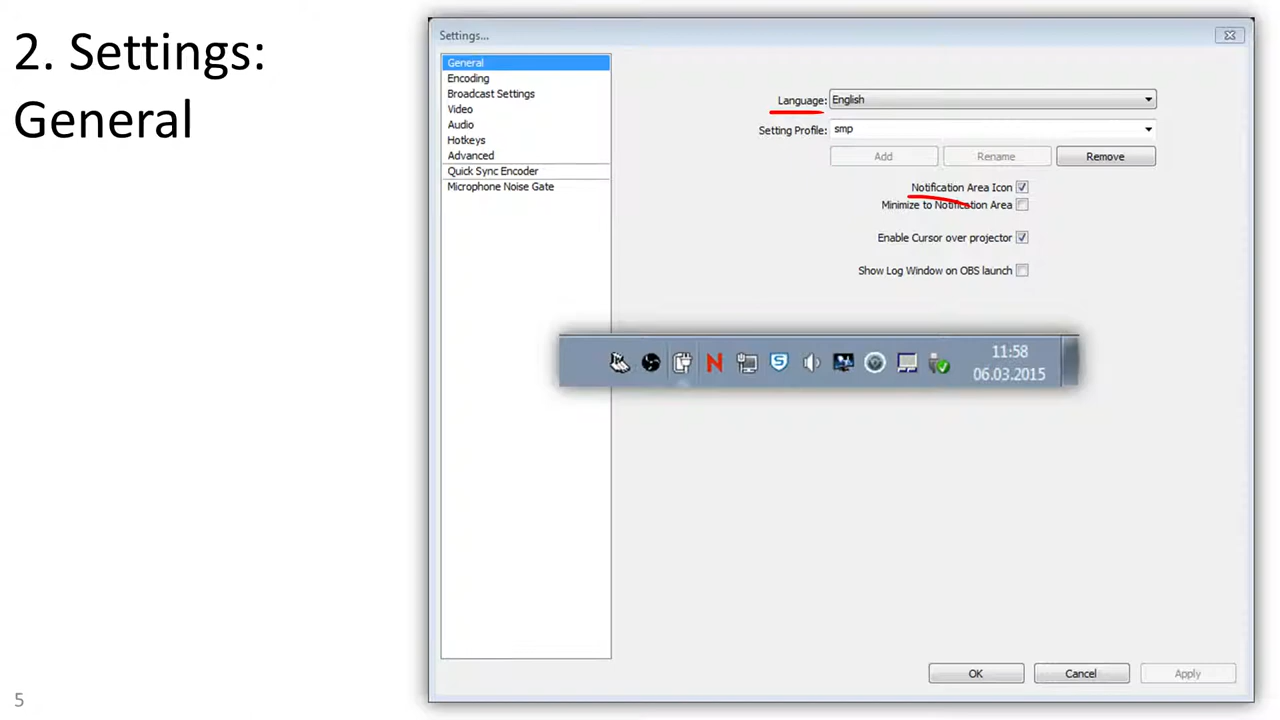 2. Settings:
General
Settings...
General
Encoding
Broadcast Settings
Video
Audio
Hotkeys
Advanced
Quick Sync Encoder
Microphone Noise Gate
Language: English
Setting Profile: smp
Add Rename Remove
Notification Area Icon
Minimize to Notification Area
Enable Cursor over projector
Show Log Window on OBS launch
N S 11:58
06.03.2015
OK Cancel Apply
5